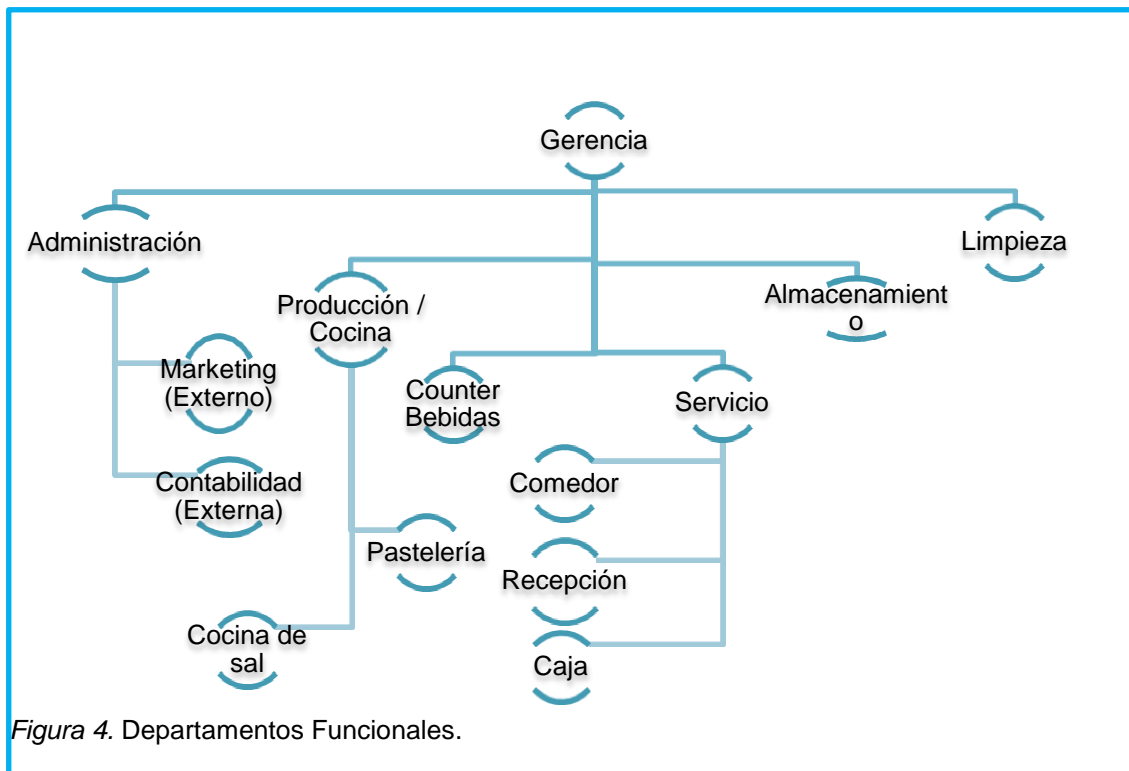 Gerencia
Administración
Limpieza
Producción /
Cocina
Almacenamient
o
Marketing
(Externo)
Counter
Bebidas
Servicio
Contabilidad
(Externa)
Comedor
Pastelería
Recepción
Cocina de
sal
Caja
Figura 4. Departamentos Funcionales.